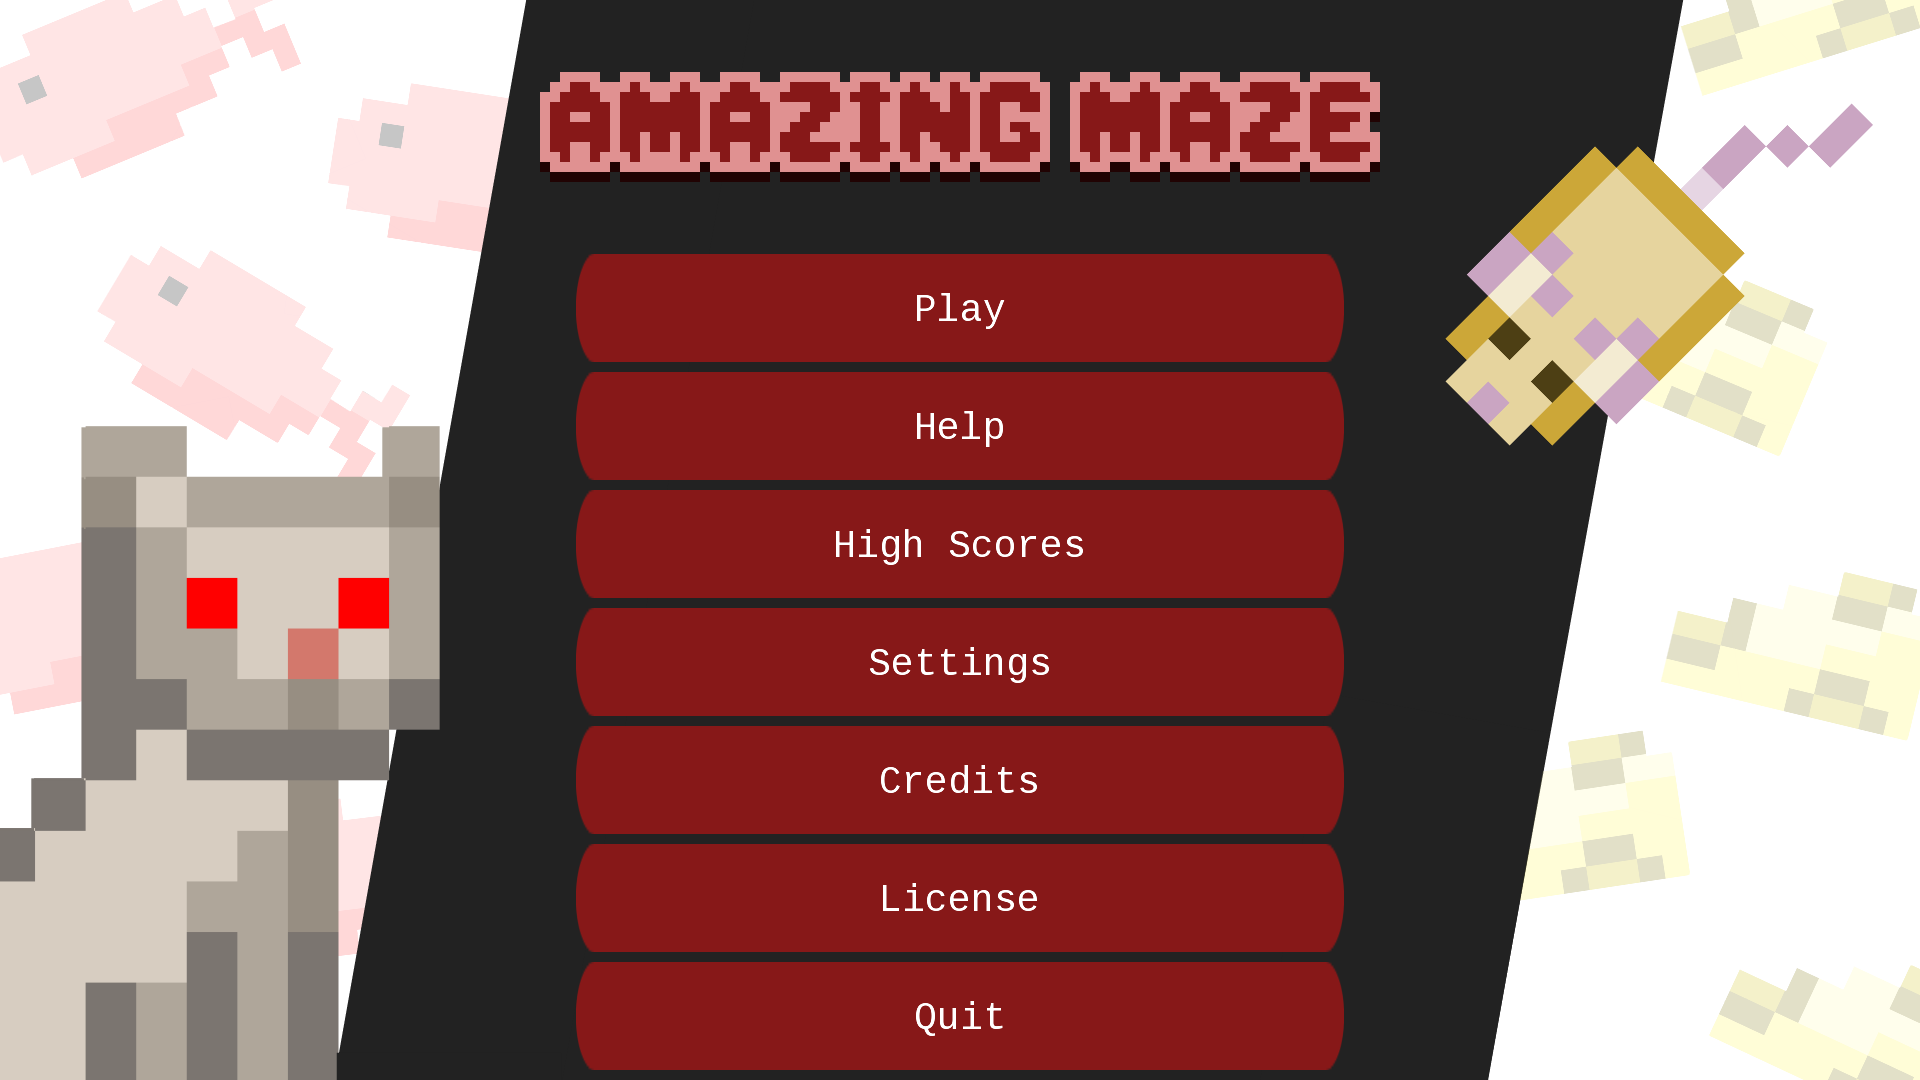 AMAZING MAZE
Play
Help
High Scores
Settings
Credits
License
Quit